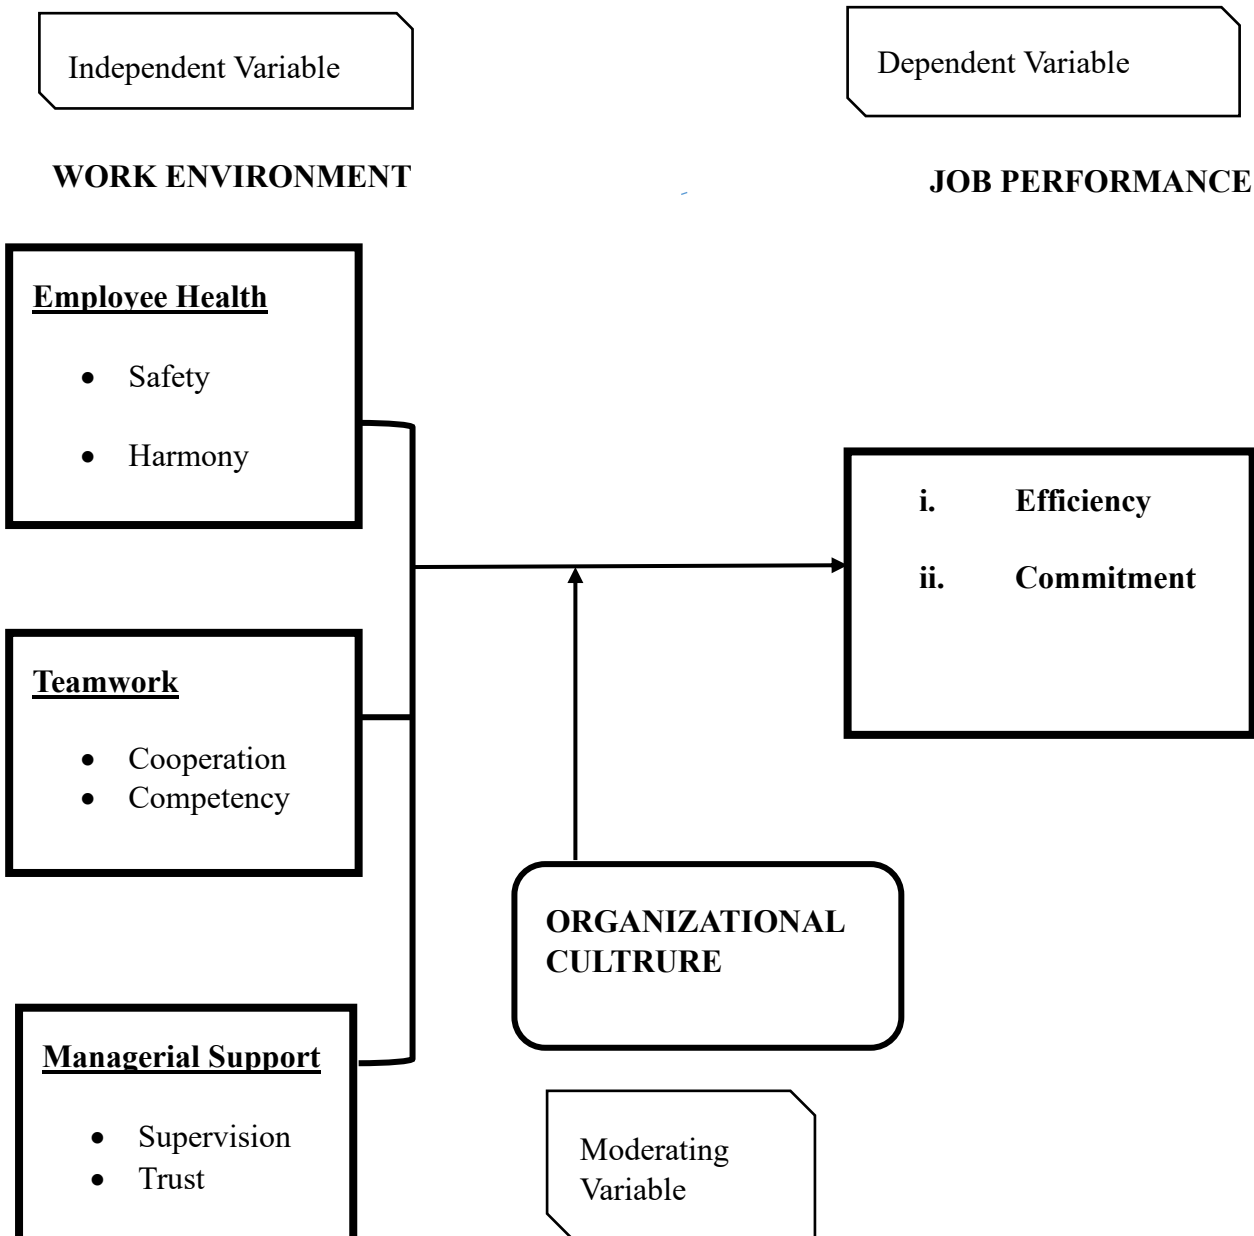 Independent Variable
Dependent Variable
WORK ENVIRONMENT
JOB PERFORMANCE
Employee Health
• Safety
• Harmony
i. Efficiency
ii. Commitment
Teamwork
• Cooperation
• Competency
ORGANIZATIONAL
CULTRURE
Managerial Support
• Supervision
• Trust
Moderating
Variable